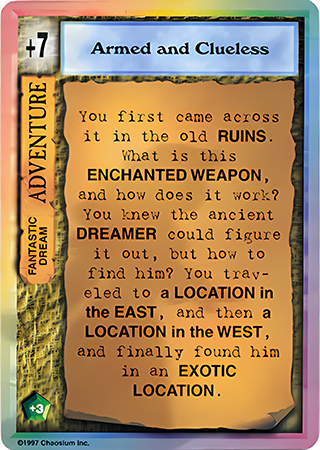 +7
Armed and Clueless
FANTASTIC
DREAM
ADVENTURE
You first came across
it in the old RUINS.
What is this
ENCHANTED WEAPON,
and how does it work?
You knew the ancient
DREAMER could figure
it out, but how to
find him? You trav-
eled to a LOCATION in
the EAST, and then a
LOCATION in the WEST,
and finally found him
in an EXOTIC
LOCATION.
+3
©1997 Chaosium Inc.